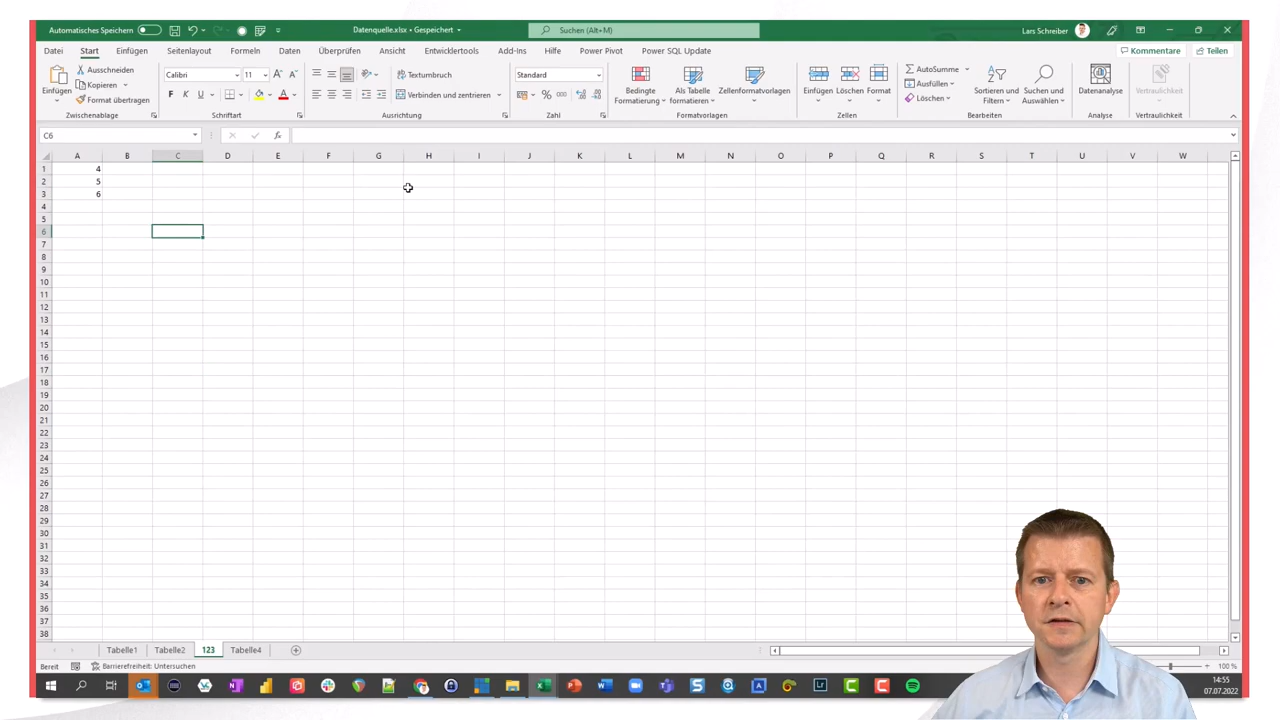 Automatisches Speichern
Datenquelle.xlsx • Gespeichert
Suchen (Alt+M)
Lars Schreiber
Datei Start Einfügen Seitenlayout Formeln Daten Überprüfen Ansicht Entwicklertools Add-Ins Hilfe Power Pivot Power SQL Update
Kommentare Teilen
Einfügen
Ausschneiden
Kopieren
Format übertragen
Zwischenablage
Calibri 11
F K U
Schriftart
Textumbruch
Verbinden und zentrieren
Ausrichtung
Standard
% 000
Zahl
Bedingte Formatierung
Als Tabelle formatieren
Zellenformatvorlagen
Formatvorlagen
Einfügen Löschen Format
Zellen
AutoSumme
Ausfüllen
Löschen
Sortieren und Filtern
Suchen und Auswählen
Bearbeiten
Datenanalyse
Analyse
Vertraulichkeit
Vertraulichkeit
C6
fx
A B C D E F G H I J K L M N O P Q R S T U V W
1 4
2 5
3 6
4
5
6
7
8
9
10
11
12
13
14
15
16
17
18
19
20
21
22
23
24
25
26
27
28
29
30
31
32
33
34
35
36
37
38
Tabelle1 Tabelle2 123 Tabelle4
Bereit
Barrierefreiheit: Untersuchen
100 %
14:55
07.07.2022